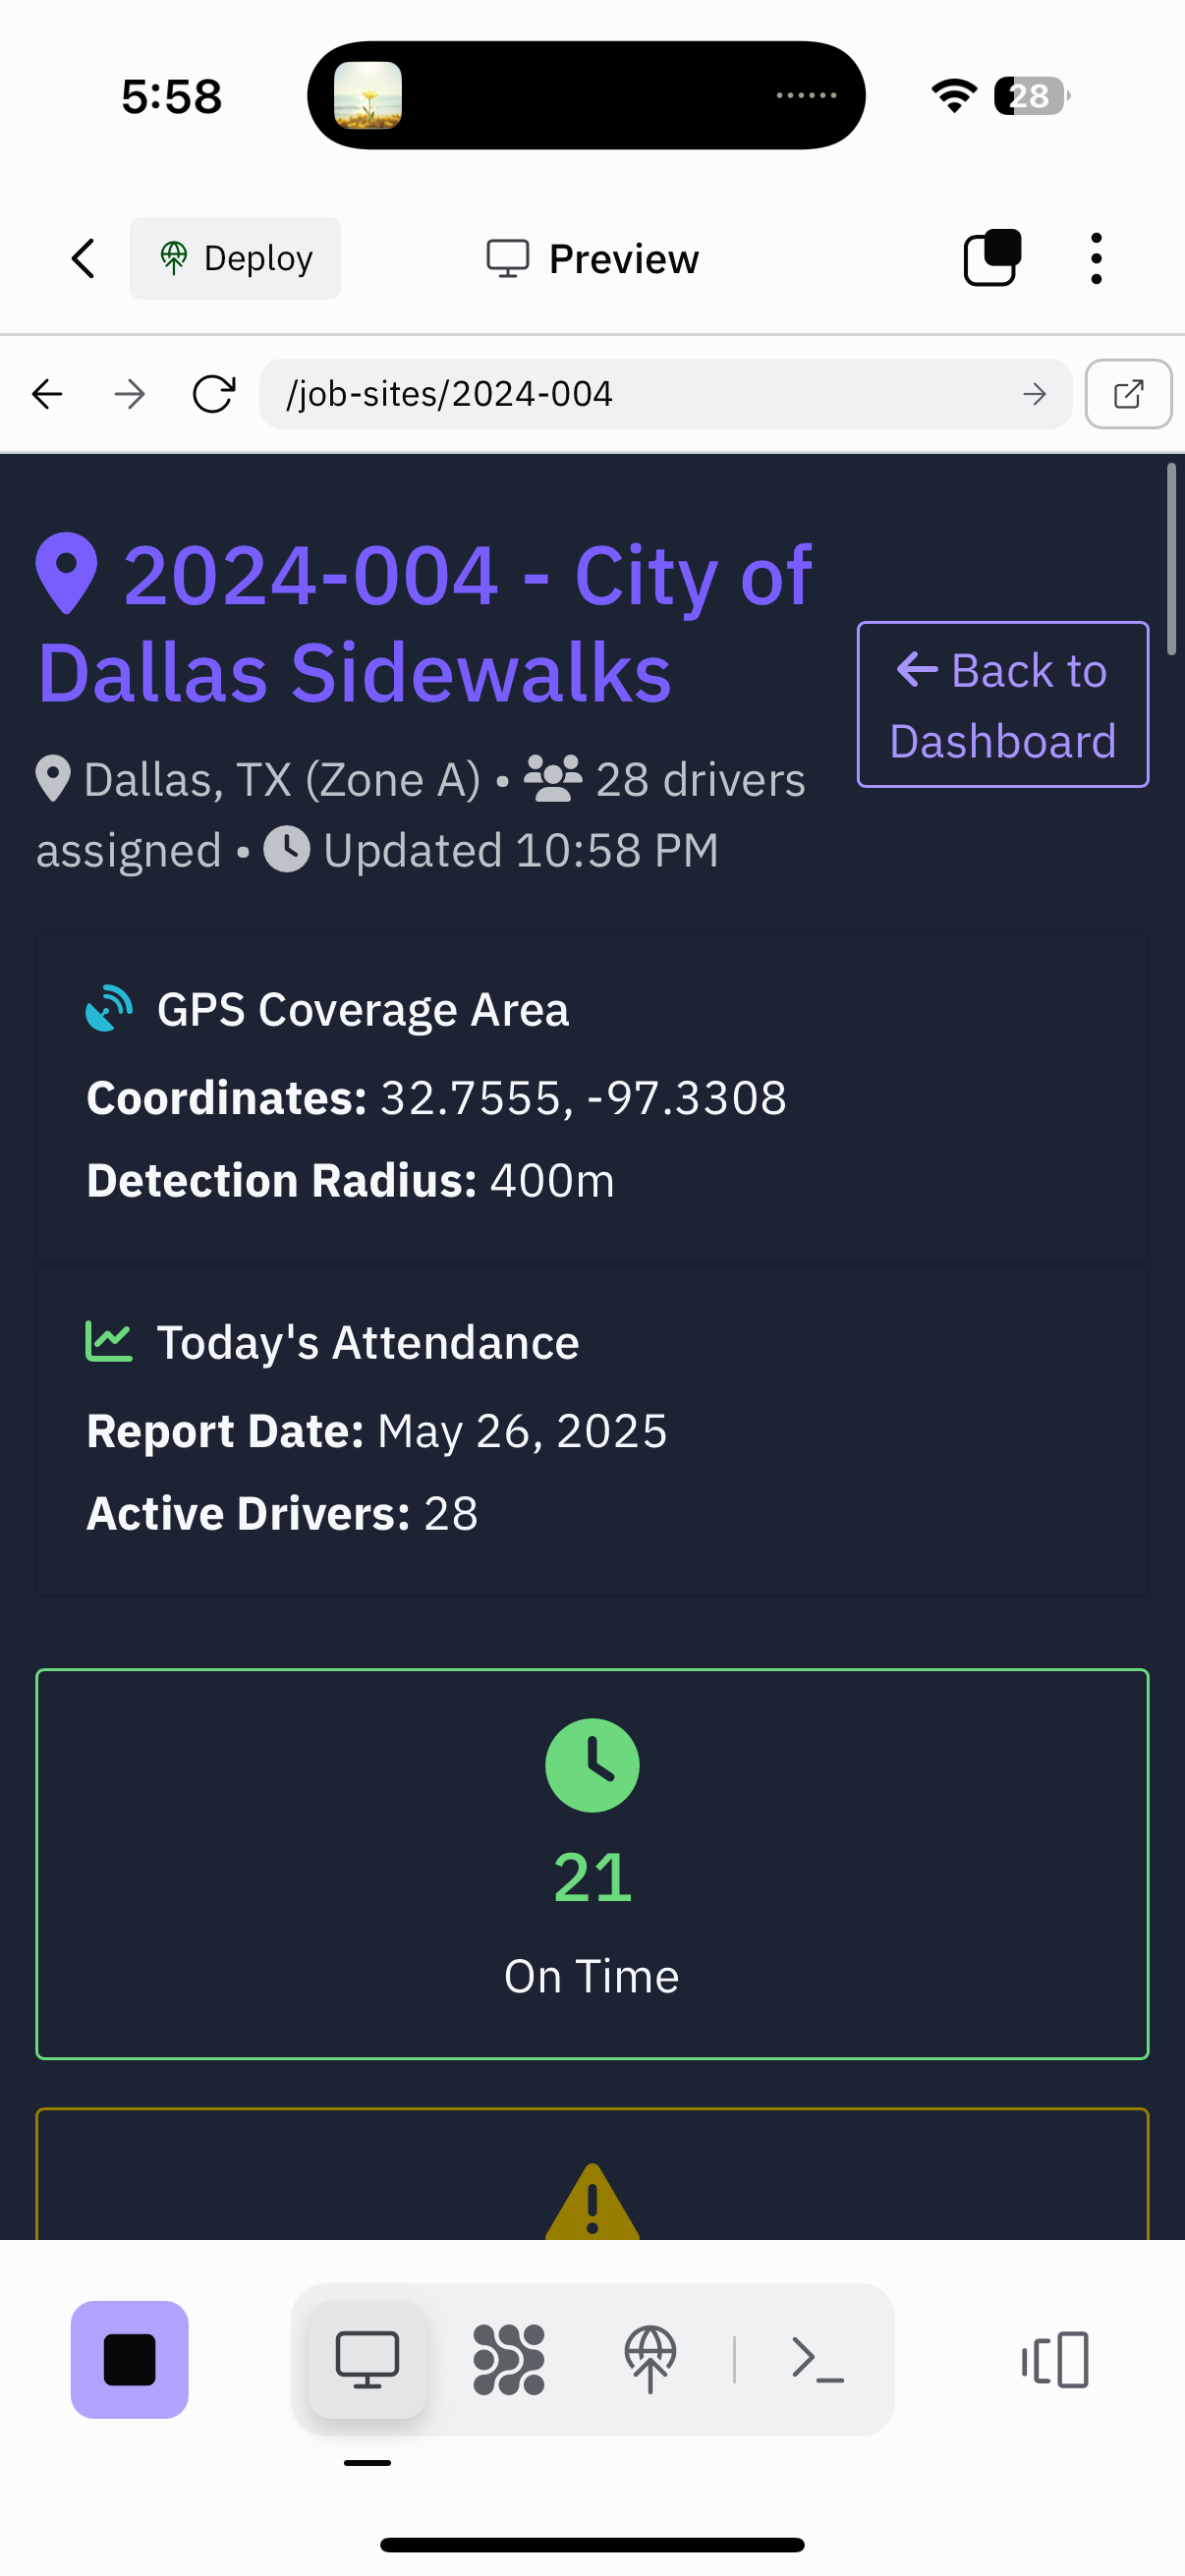 5:58
28
Deploy
Preview
/job-sites/2024-004
2024-004 - City of
Dallas Sidewalks
Back to
Dashboard
Dallas, TX (Zone A) • 28 drivers
assigned • Updated 10:58 PM
GPS Coverage Area
Coordinates: 32.7555, -97.3308
Detection Radius: 400m
Today's Attendance
Report Date: May 26, 2025
Active Drivers: 28
21
On Time